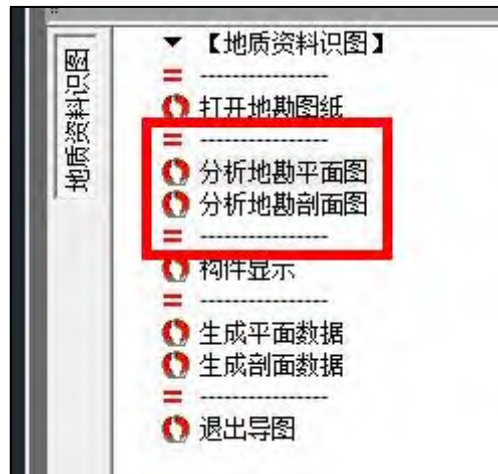 地质资料识图
▼ 【地质资料识图】
= ----------------
打开地勘图纸
= ----------------
分析地勘平面图
分析地勘剖面图
= ----------------
构件显示
= ----------------
生成平面数据
生成剖面数据
= ----------------
退出导图